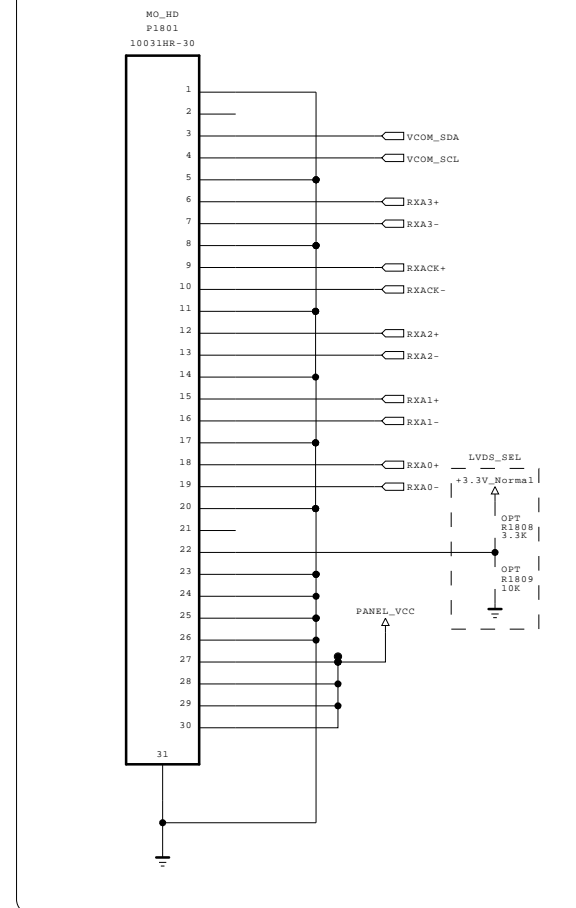 MO_HD
P1801
10031HR-30
1
2
3
VCOM_SDA
4
VCOM_SCL
5
6
RXA3+
7
RXA3-
8
9
RXACK+
10
RXACK-
11
12
RXA2+
13
RXA2-
14
15
RXA1+
16
RXA1-
17
18
RXA0+
LVDS_SEL
19
RXA0-
+3.3V_Normal
20
21
OPT
R1808
3.3K
22
23
OPT
R1809
10K
24
25
PANEL_VCC
26
27
28
29
30
31